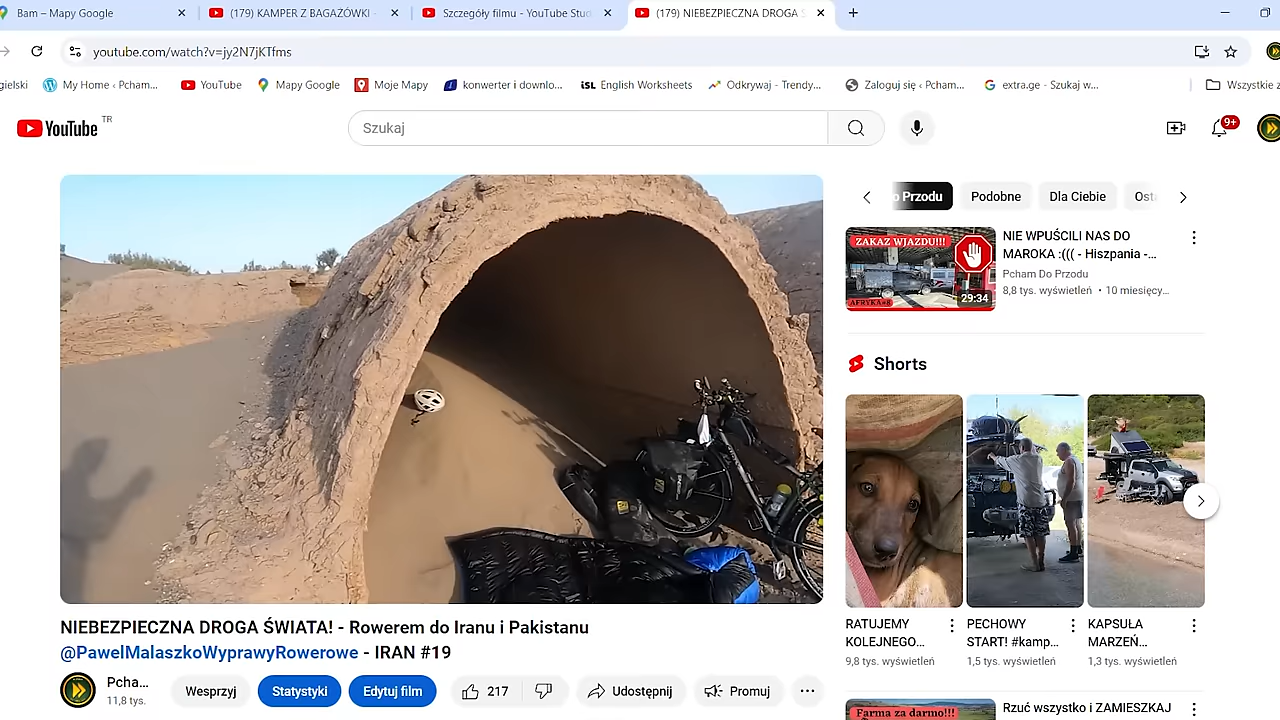 Bam – Mapy Google
(179) KAMPER Z BAGAŻÓWKI -
Szczegóły filmu - YouTube Stud
(179) NIEBEZPIECZNA DROGA Ś
youtube.com/watch?v=jy2N7jKTfms
gielski
My Home ‹ Pcham...
YouTube
Mapy Google
Moje Mapy
konwerter i downlo...
iSL English Worksheets
Odkrywaj - Trendy...
Zaloguj się ‹ Pcham...
extra.ge - Szukaj w...
Wszystkie z
YouTube TR
Szukaj
9+
o Przodu
Podobne
Dla Ciebie
Osta
ZAKAZ WJAZDU!!!
AFRYKA#8
29:34
NIE WPUŚCILI NAS DO
MAROKA :((( - Hiszpania -...
Pcham Do Przodu
8,8 tys. wyświetleń • 10 miesięcy...
Shorts
RATUJEMY
KOLEJNEGO...
9,8 tys. wyświetleń
PECHOWY
START! #kamp...
1,5 tys. wyświetleń
KAPSUŁA
MARZEŃ...
1,3 tys. wyświetleń
NIEBEZPIECZNA DROGA ŚWIATA! - Rowerem do Iranu i Pakistanu
@PawelMalaszkoWyprawyRowerowe - IRAN #19
Pcha...
11,8 tys.
Wesprzyj
Statystyki
Edytuj film
217
Udostępnij
Promuj
Farma za darmo!!!
Rzuć wszystko i ZAMIESZKAJ